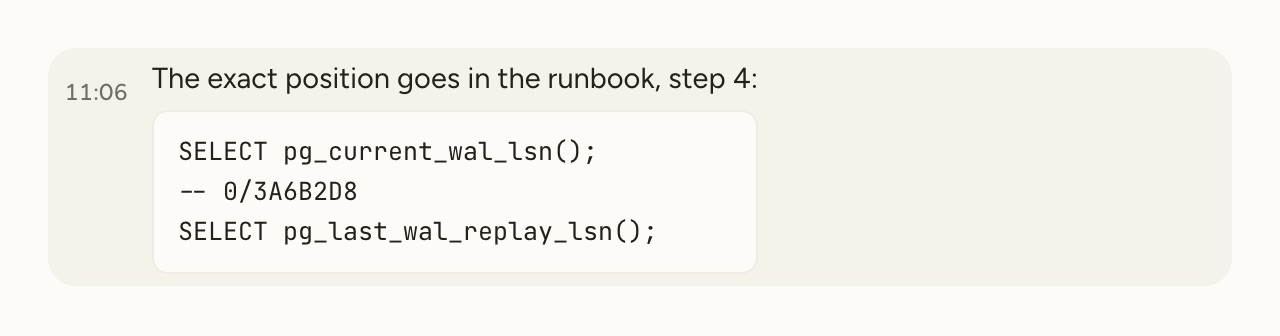 11:06
The exact position goes in the runbook, step 4:
SELECT pg_current_wal_lsn();
-- 0/3A6B2D8
SELECT pg_last_wal_replay_lsn();